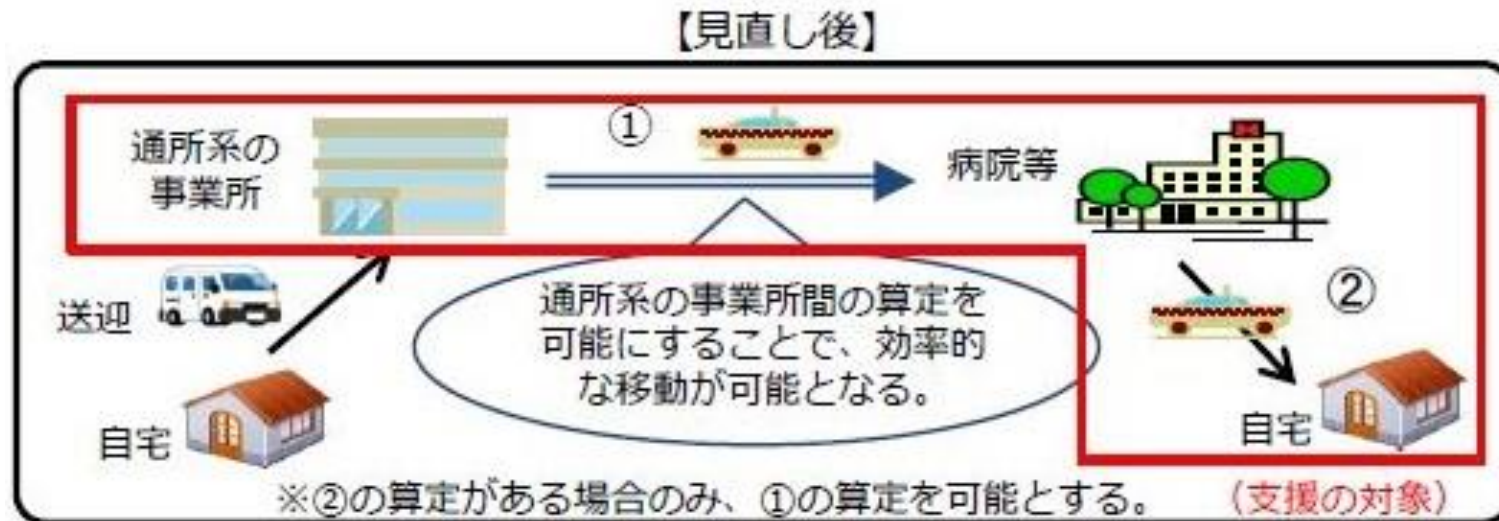 【見直し後】
通所系の
事業所
①
病院等
送迎
通所系の事業所間の算定を
可能にすることで、効率的
な移動が可能となる。
②
自宅
自宅
※②の算定がある場合のみ、①の算定を可能とする。
(支援の対象)